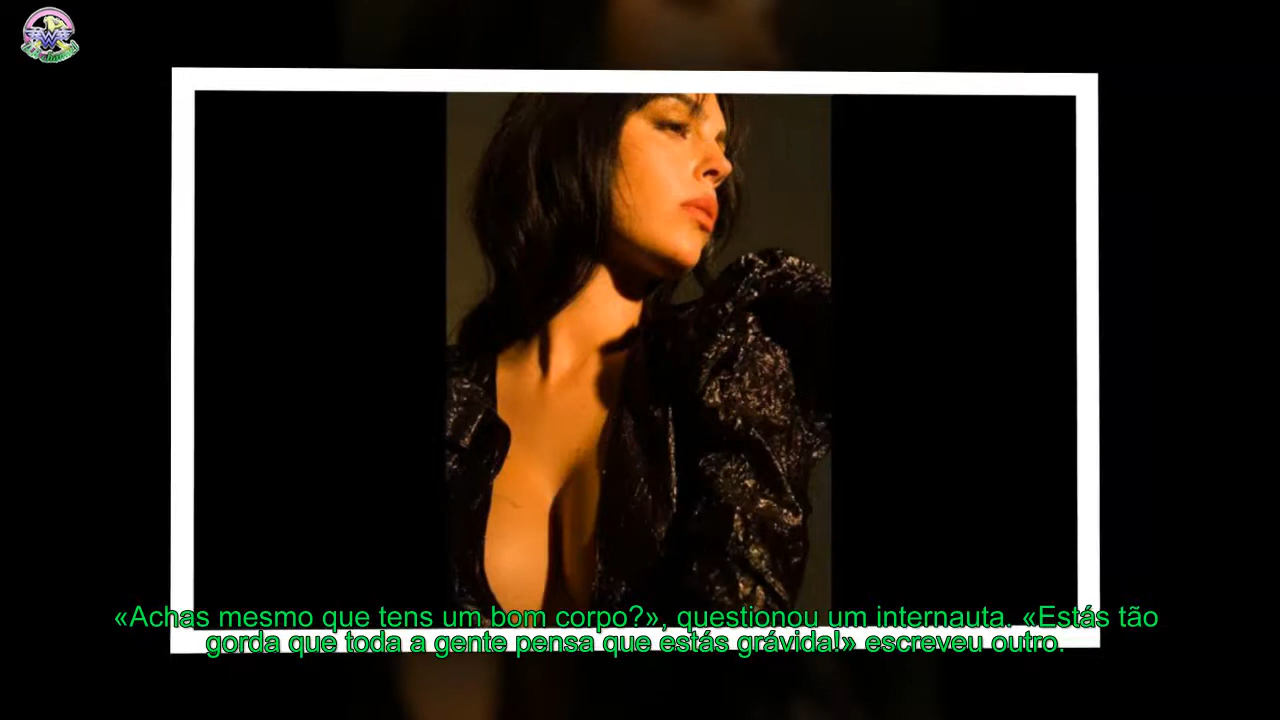 «Achas mesmo que tens um bom corpo?», questionou um internauta. «Estás tão
gorda que toda a gente pensa que estás grávida!» escreveu outro.